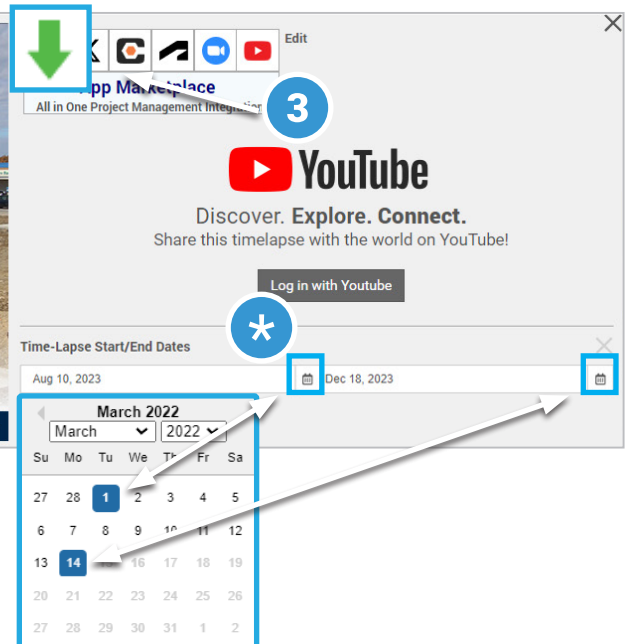 Edit
App Marketplace
All in One Project Management Integration
3
YouTube
Discover. Explore. Connect.
Share this timelapse with the world on YouTube!
Log in with Youtube
*
Time-Lapse Start/End Dates
Aug 10, 2023
Dec 18, 2023
March 2022
March 2022
Su Mo Tu We Th Fr Sa
27 28 1 2 3 4 5
6 7 8 9 10 11 12
13 14 15 16 17 18 19
20 21 22 23 24 25 26
27 28 29 30 31 1 2